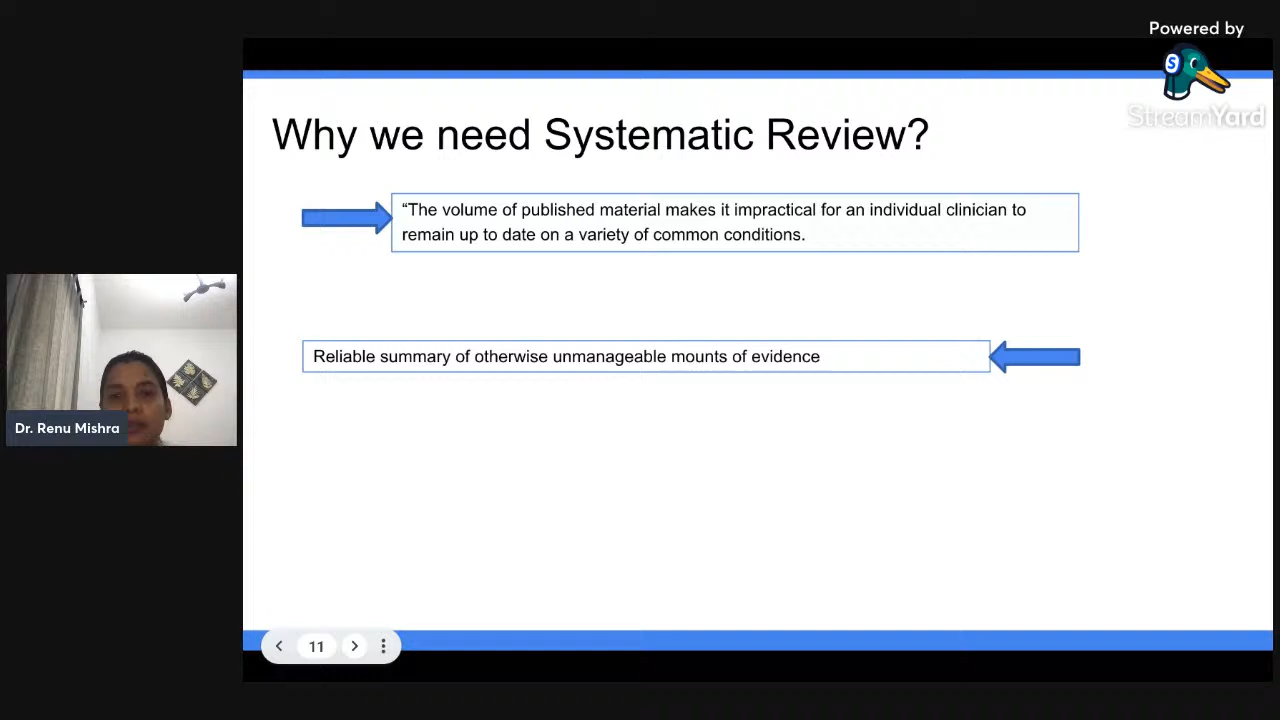 Powered by
StreamYard
Why we need Systematic Review?
“The volume of published material makes it impractical for an individual clinician to
remain up to date on a variety of common conditions.
Reliable summary of otherwise unmanageable mounts of evidence
Dr. Renu Mishra
11